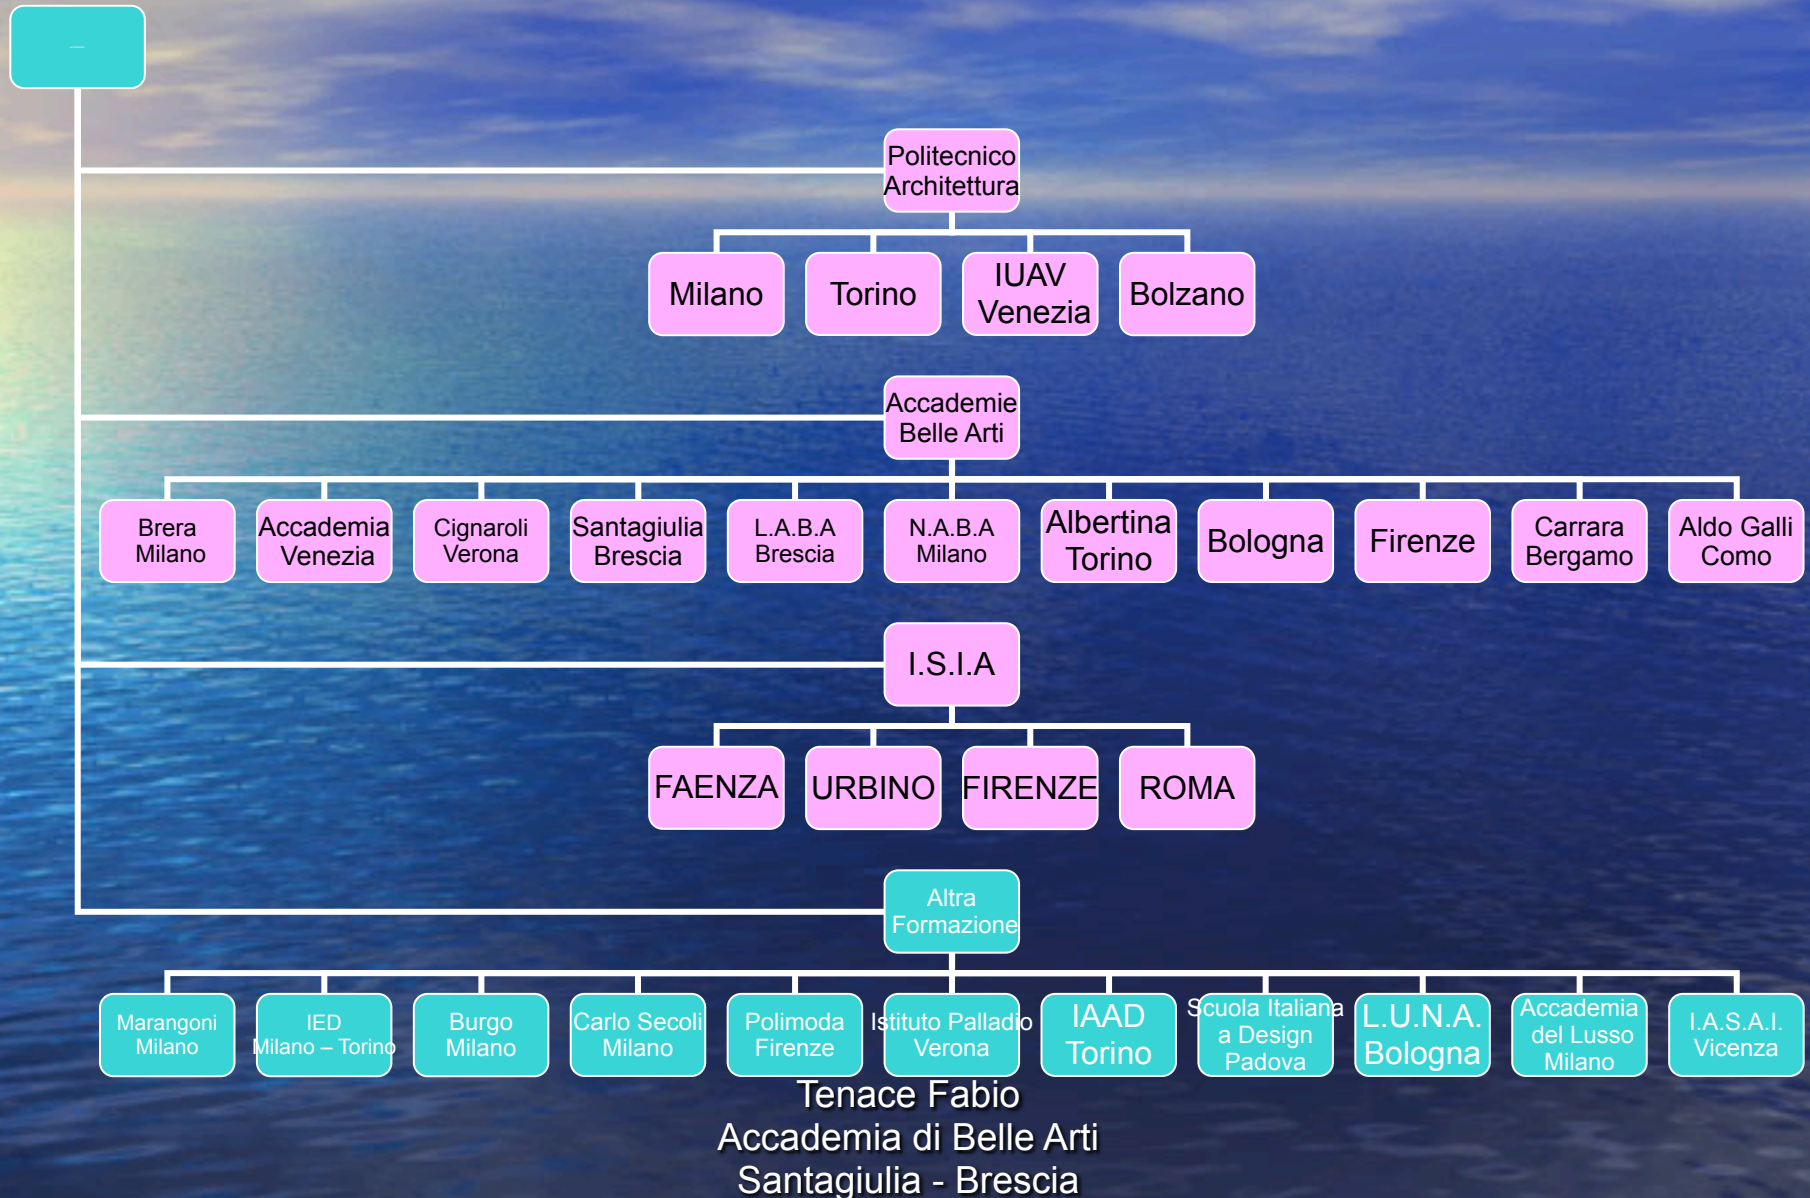 Politecnico
Architettura
Milano
Torino
IUAV
Venezia
Bolzano
Accademie
Belle Arti
Brera
Milano
Accademia
Venezia
Cignaroli
Verona
Santagiulia
Brescia
L.A.B.A
Brescia
N.A.B.A
Milano
Albertina
Torino
Bologna
Firenze
Carrara
Bergamo
Aldo Galli
Como
I.S.I.A
FAENZA
URBINO
FIRENZE
ROMA
Altra
Formazione
Marangoni
Milano
IED
Milano – Torino
Burgo
Milano
Carlo Secoli
Milano
Polimoda
Firenze
Istituto Palladio
Verona
IAAD
Torino
Scuola Italiana
a Design
Padova
L.U.N.A.
Bologna
Accademia
del Lusso
Milano
I.A.S.A.I.
Vicenza
Tenace Fabio
Accademia di Belle Arti
Santagiulia - Brescia